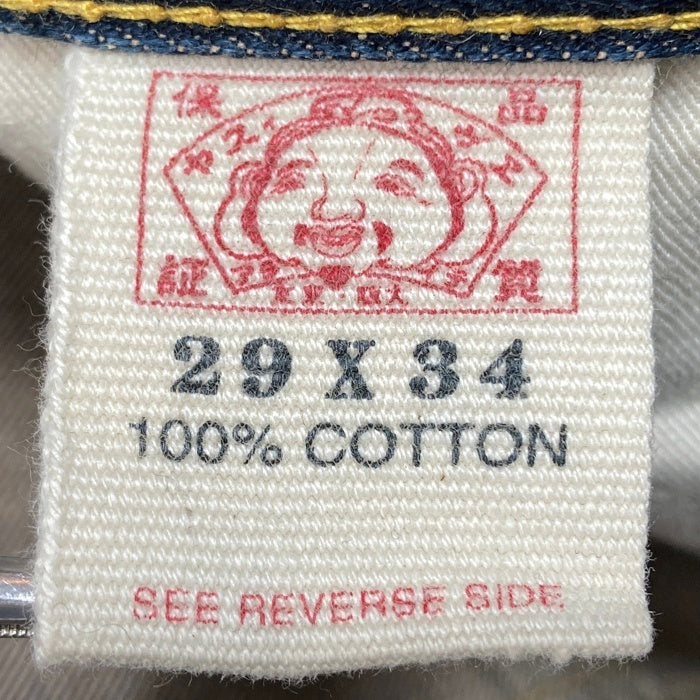 保 品
証 質
29 X 34
100% COTTON
SEE REVERSE SIDE